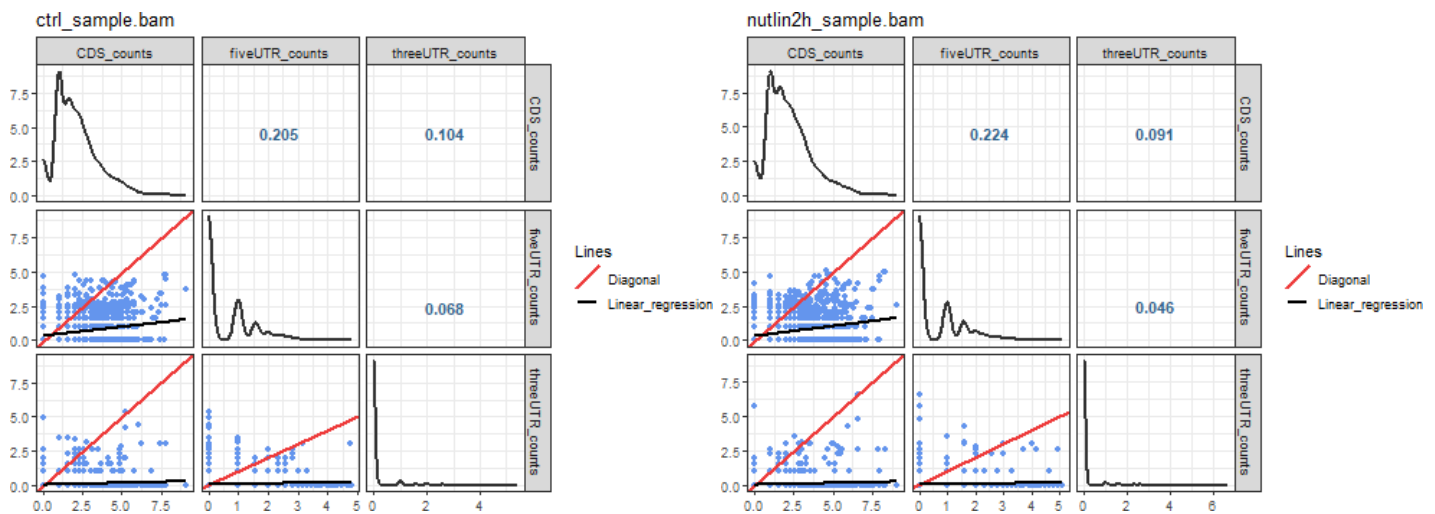 ctrl_sample.bam
CDS_counts fiveUTR_counts threeUTR_counts
CDS_counts
7.5
5.0
2.5
0.0
0.205 0.104
fiveUTR_counts
7.5
5.0
2.5
0.0
0.068
threeUTR_counts
7.5
5.0
2.5
0.0
0.0 2.5 5.0 7.5 0 1 2 3 4 5 0 2 4
Lines
Diagonal
Linear_regression
nutlin2h_sample.bam
CDS_counts fiveUTR_counts threeUTR_counts
CDS_counts
7.5
5.0
2.5
0.0
0.224 0.091
fiveUTR_counts
7.5
5.0
2.5
0.0
0.046
threeUTR_counts
7.5
5.0
2.5
0.0
0.0 2.5 5.0 7.5 0 1 2 3 4 5 0 2 4 6
Lines
Diagonal
Linear_regression